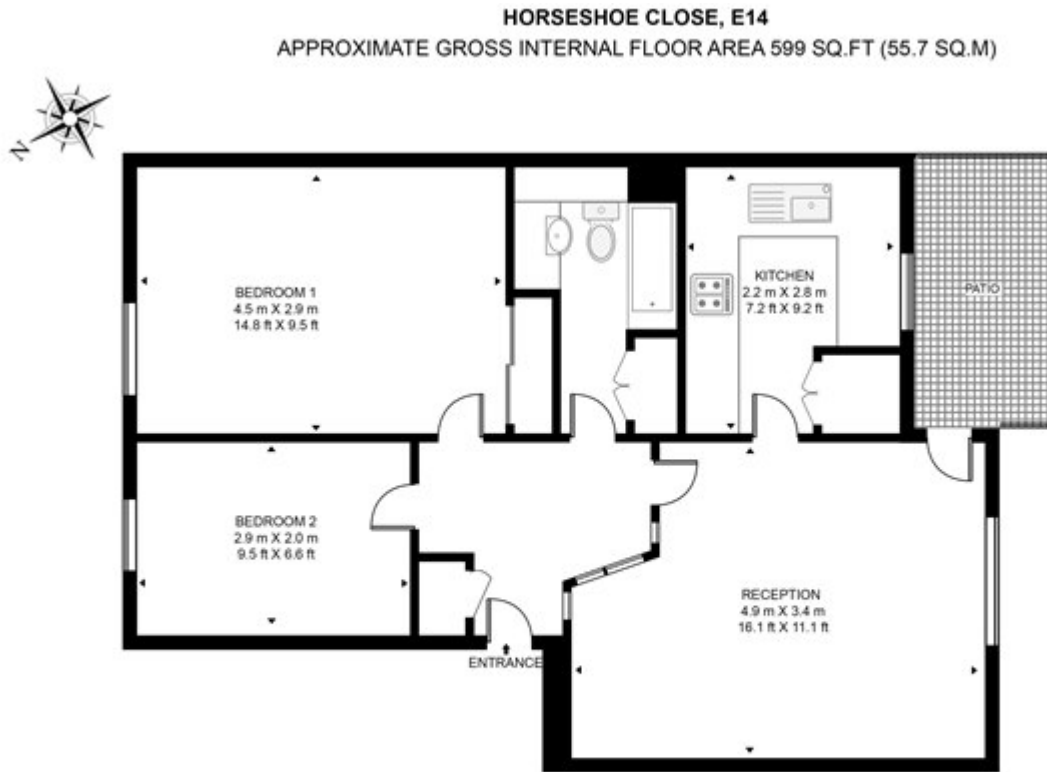 HORSESHOE CLOSE, E14
APPROXIMATE GROSS INTERNAL FLOOR AREA 599 SQ.FT (55.7 SQ.M)
N
BEDROOM 1
4.5 m X 2.9 m
14.8 ft X 9.5 ft
KITCHEN
2.2 m X 2.8 m
7.2 ft X 9.2 ft
PATIO
BEDROOM 2
2.9 m X 2.0 m
9.5 ft X 6.6 ft
RECEPTION
4.9 m X 3.4 m
16.1 ft X 11.1 ft
ENTRANCE